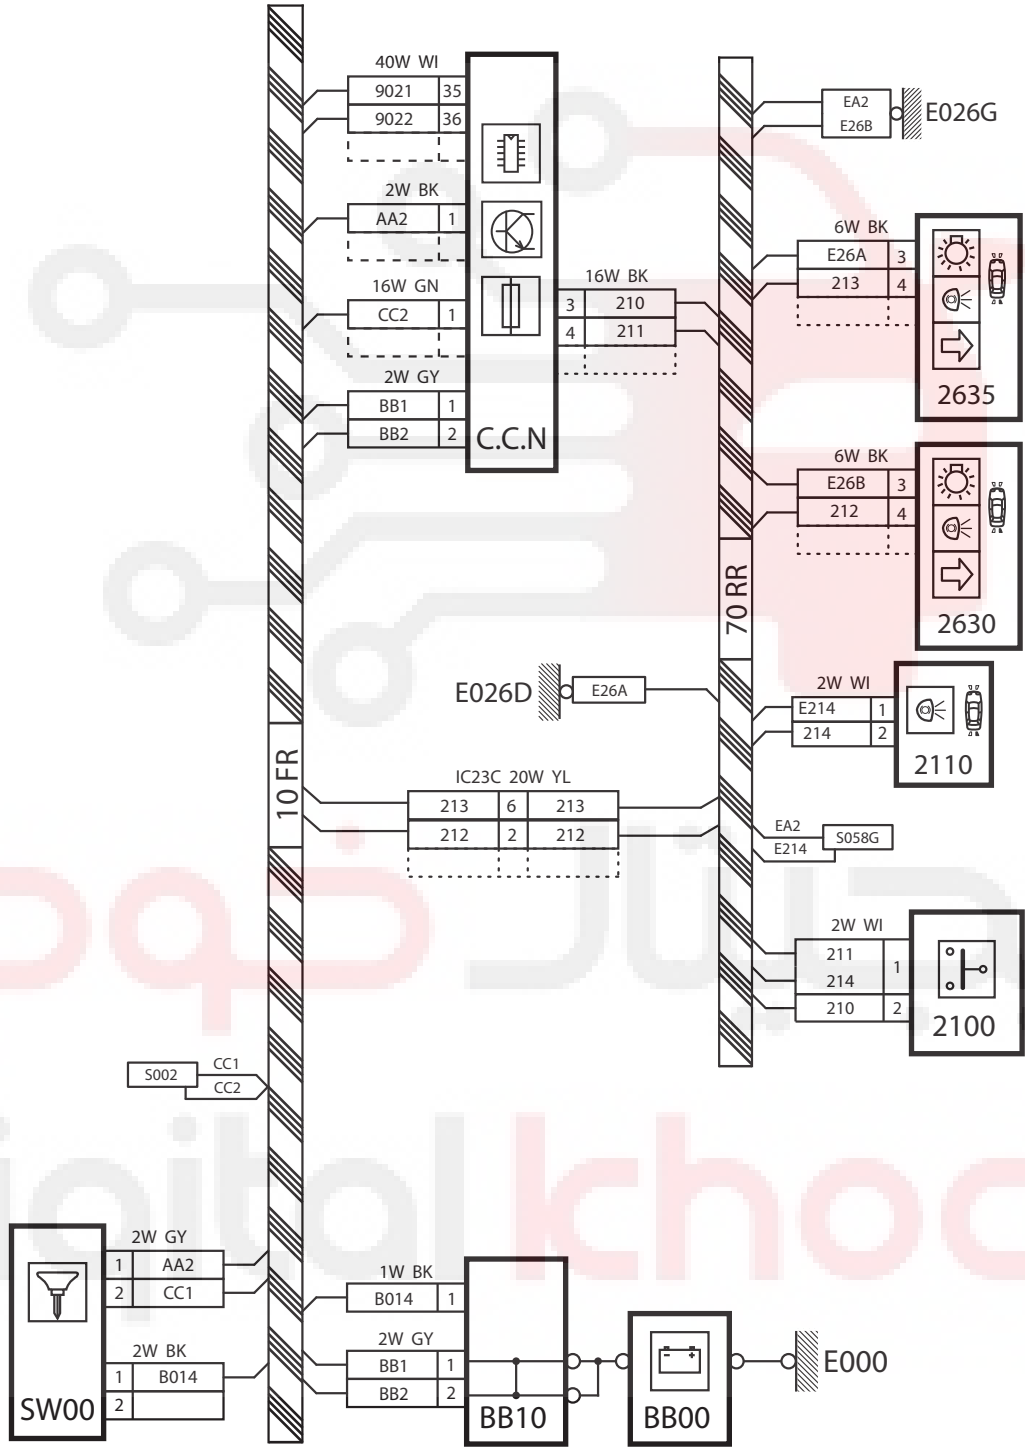 40W WI
9021 35
9022 36
2W BK
AA2 1
16W GN
CC2 1
2W GY
BB1 1
BB2 2
C.C.N
16W BK
3 210
4 211
EA2
E26B
E026G
6W BK
E26A 3
213 4
2635
6W BK
E26B 3
212 4
2630
70 RR
E026D
E26A
2W WI
E214 1
214 2
2110
10 FR
IC23C 20W YL
213 6 213
212 2 212
EA2
E214
S058G
2W WI
211
214
1
210 2
2100
S002
CC1
CC2
2W GY
1 AA2
2 CC1
2W BK
1 B014
2
SW00
1W BK
B014 1
2W GY
BB1 1
BB2 2
BB10
BB00
E000
دیجیتال خودرو
digital khod